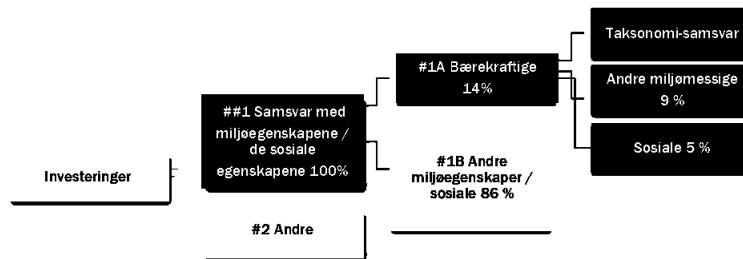 Investeringer
##1 Samsvar med
miljøegenskapene /
de sosiale
egenskapene 100%
#2 Andre
#1A Bærekraftige
14%
#1B Andre
miljøegenskaper /
sosiale 86 %
Taksonomi-samsvar
Andre miljømessige
9 %
Sosiale 5 %